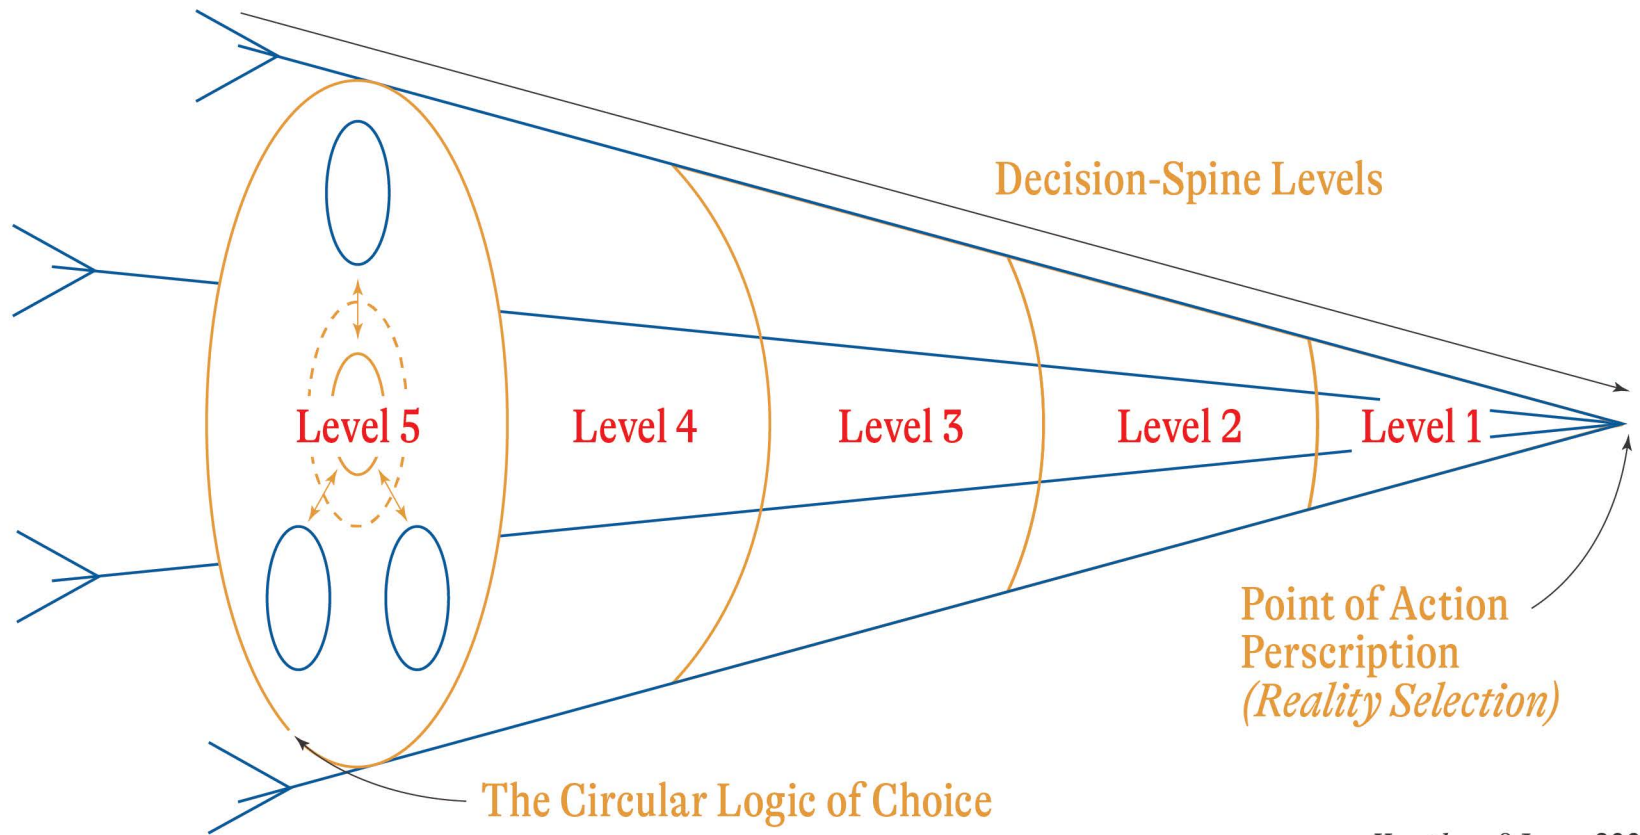 Decision-Spine Levels
Level 5
Level 4
Level 3
Level 2
Level 1
Point of Action
Perscription
(Reality Selection)
The Circular Logic of Choice